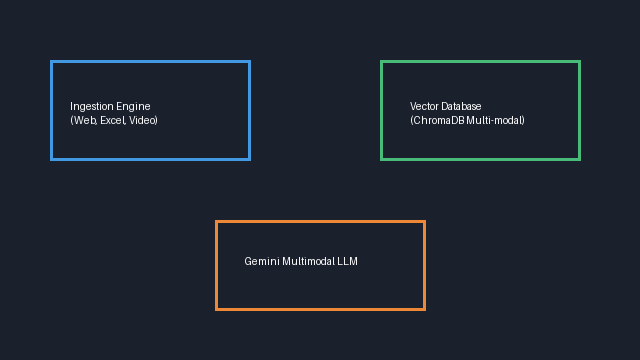 Ingestion Engine
(Web, Excel, Video)
Vector Database
(ChromaDB Multi-modal)
Gemini Multimodal LLM